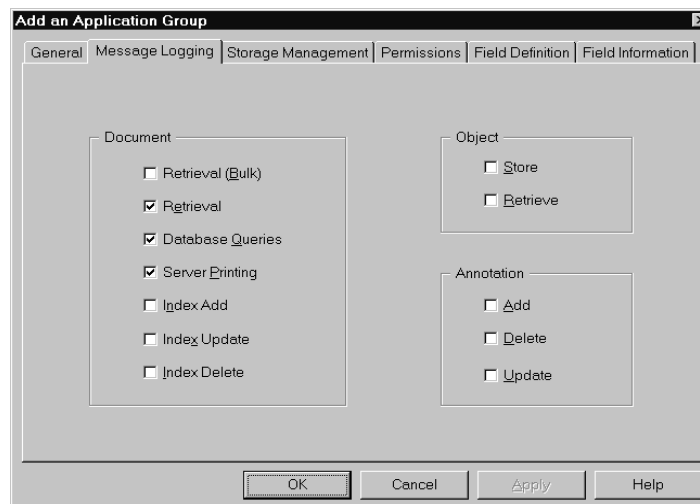 Add an Application Group
General Message Logging Storage Management Permissions Field Definition Field Information
Document
Retrieval (Bulk)
Retrieval
Database Queries
Server Printing
Index Add
Index Update
Index Delete
Object
Store
Retrieve
Annotation
Add
Delete
Update
OK Cancel Apply Help